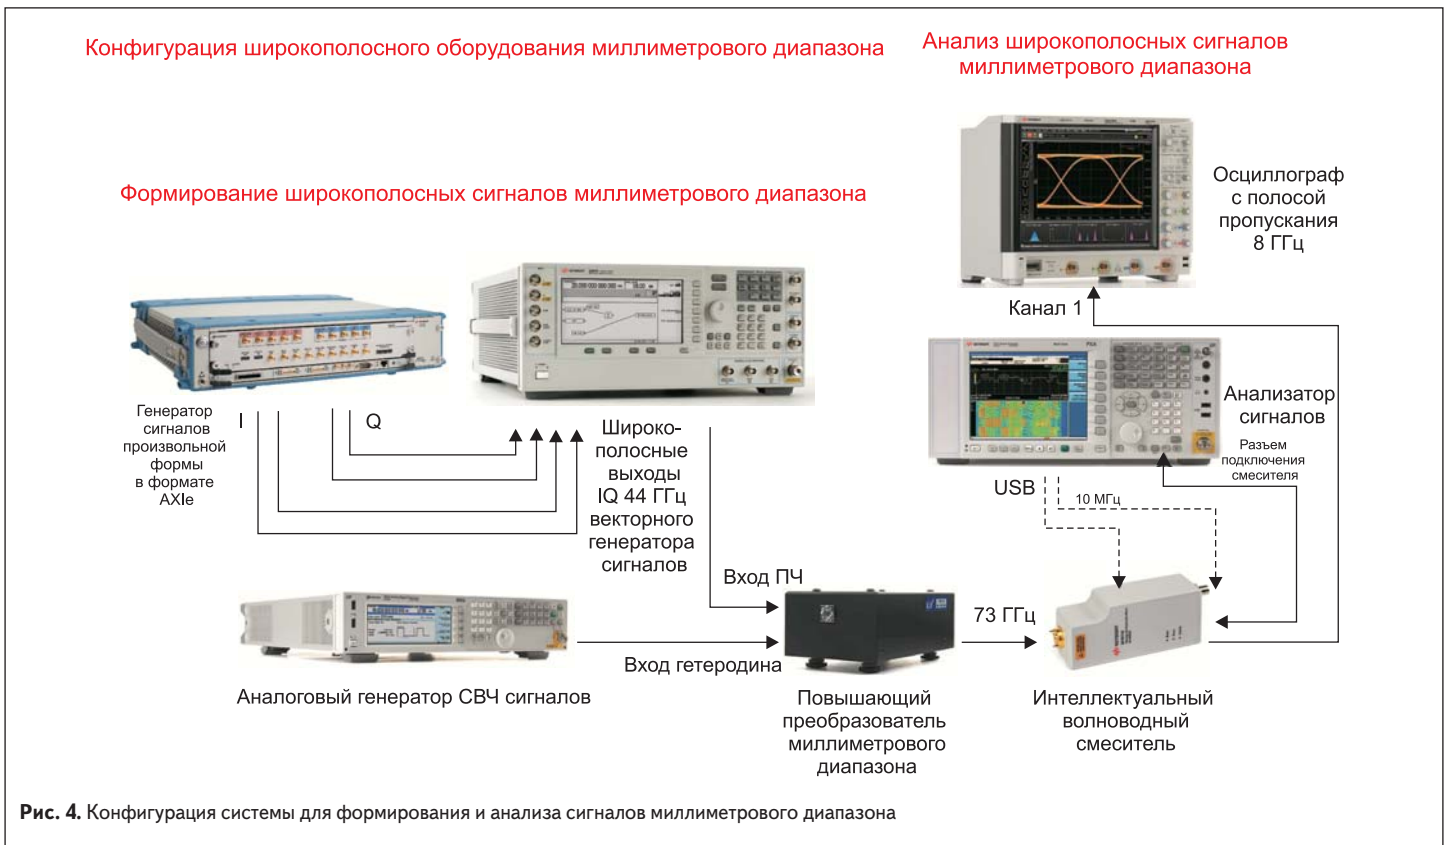 Конфигурация широкополосного оборудования миллиметрового диапазона
Анализ широкополосных сигналов
миллиметрового диапазона
Формирование широкополосных сигналов миллиметрового диапазона
Осциллограф
с полосой
пропускания
8 ГГц
Канал 1
Генератор
сигналов
произвольной
формы
в формате
AXIe
I
Q
Широко-
полосные
выходы
IQ 44 ГГц
векторного
генератора
сигналов
Анализатор
сигналов
Разъем
подключения
смесителя
USB
10 МГц
Вход ПЧ
73 ГГц
Вход гетеродина
Аналоговый генератор СВЧ сигналов
Повышающий
преобразователь
миллиметрового
диапазона
Интеллектуальный
волноводный
смеситель
Рис. 4. Конфигурация системы для формирования и анализа сигналов миллиметрового диапазона